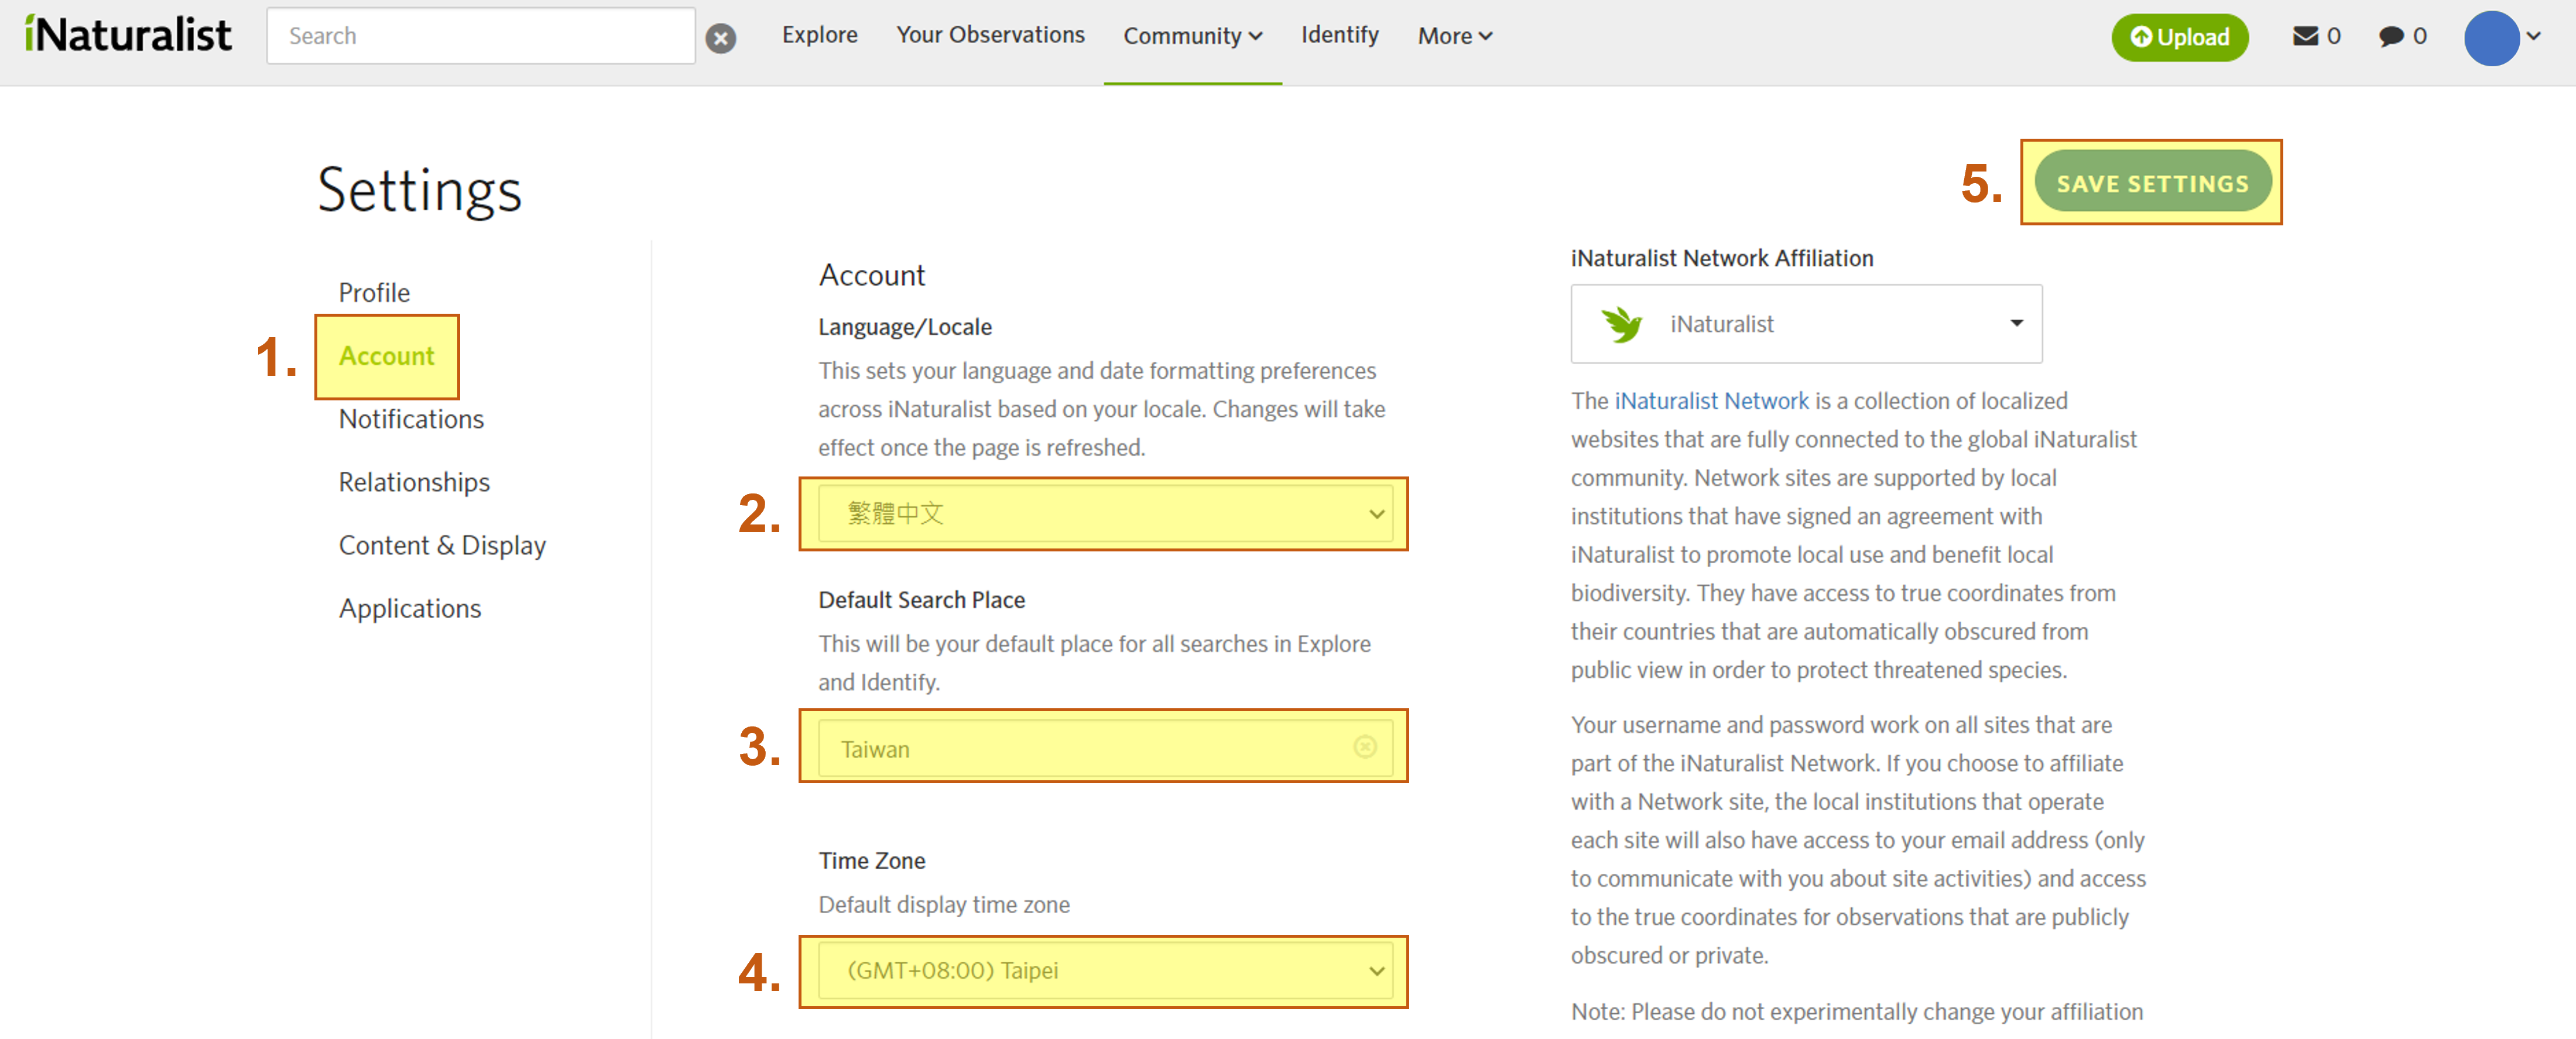 iNaturalist
Search
Explore
Your Observations
Community
Identify
More
Upload
0
0
Settings
5.
SAVE SETTINGS
Profile
1.
Account
Notifications
Relationships
Content & Display
Applications
Account
Language/Locale
This sets your language and date formatting preferences
across iNaturalist based on your locale. Changes will take
effect once the page is refreshed.
2.
繁體中文
Default Search Place
This will be your default place for all searches in Explore
and Identify.
3.
Taiwan
Time Zone
Default display time zone
4.
(GMT+08:00) Taipei
iNaturalist Network Affiliation
iNaturalist
The iNaturalist Network is a collection of localized
websites that are fully connected to the global iNaturalist
community. Network sites are supported by local
institutions that have signed an agreement with
iNaturalist to promote local use and benefit local
biodiversity. They have access to true coordinates from
their countries that are automatically obscured from
public view in order to protect threatened species.
Your username and password work on all sites that are
part of the iNaturalist Network. If you choose to affiliate
with a Network site, the local institutions that operate
each site will also have access to your email address (only
to communicate with you about site activities) and access
to the true coordinates for observations that are publicly
obscured or private.
Note: Please do not experimentally change your affiliation